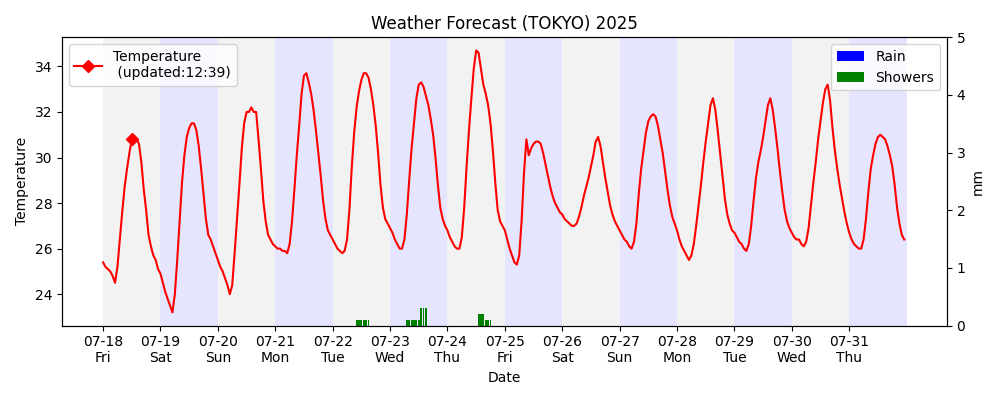 Weather Forecast (TOKYO) 2025
Temperature
(updated:12:39)
Rain
Showers
34
32
30
28
26
24
Temperature
5
4
3
2
1
0
mm
07-18 07-19 07-20 07-21 07-22 07-23 07-24 07-25 07-26 07-27 07-28 07-29 07-30 07-31
Fri Sat Sun Mon Tue Wed Thu Fri Sat Sun Mon Tue Wed Thu
Date